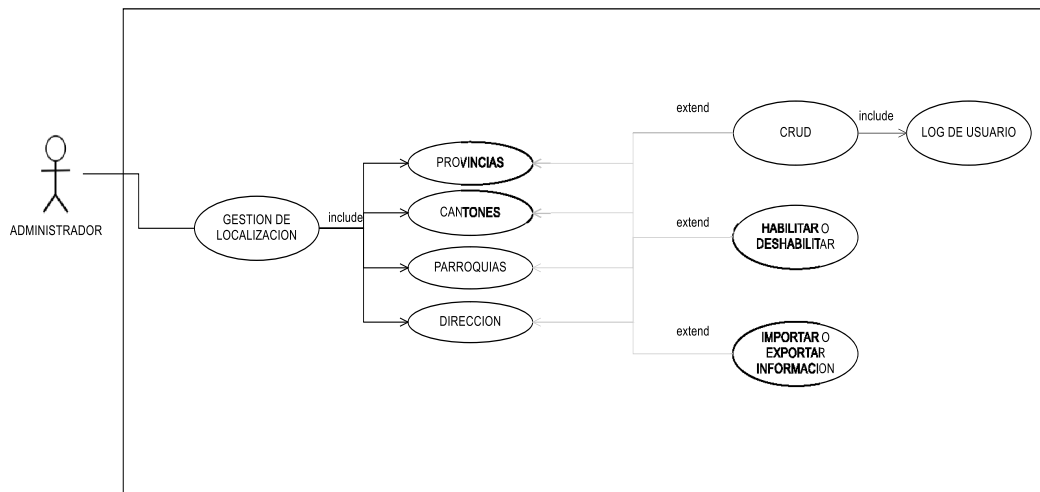 ADMINISTRADOR
GESTION DE
LOCALIZACION
include
PROVINCIAS
CANTONES
PARROQUIAS
DIRECCION
extend
CRUD
include
LOG DE USUARIO
extend
HABILITAR O
DESHABILITAR
extend
IMPORTAR O
EXPORTAR
INFORMACION